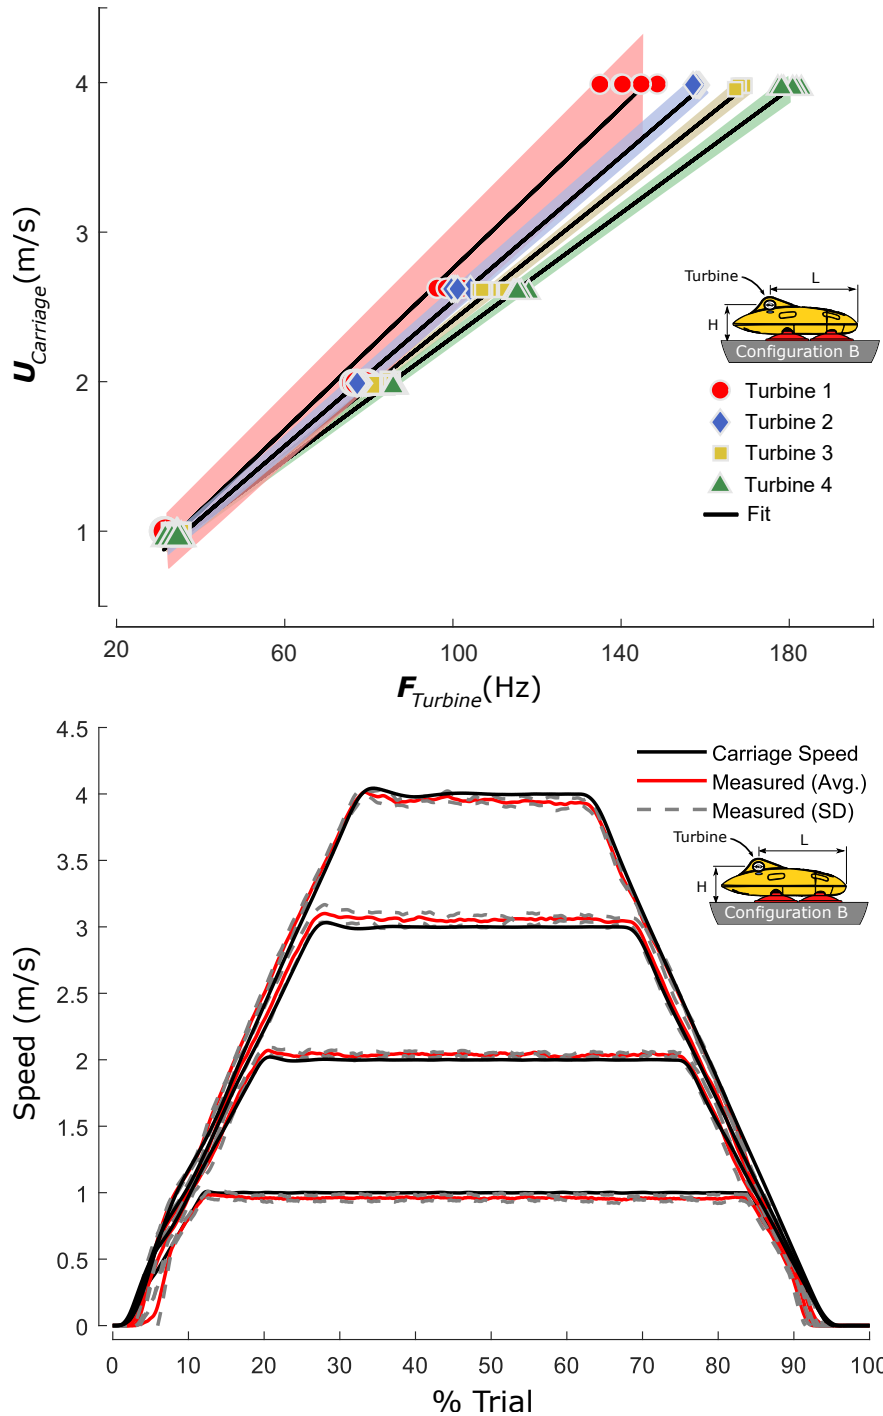 4
3
2
1
U Carriage (m/s)
Turbine
L
H
Configuration B
Turbine 1
Turbine 2
Turbine 3
Turbine 4
Fit
20 60 100 140 180
F Turbine (Hz)
4.5
4
3.5
3
2.5
2
1.5
1
0.5
0
Speed (m/s)
Carriage Speed
Measured (Avg.)
Measured (SD)
Turbine
L
H
Configuration B
0 10 20 30 40 50 60 70 80 90 100
% Trial